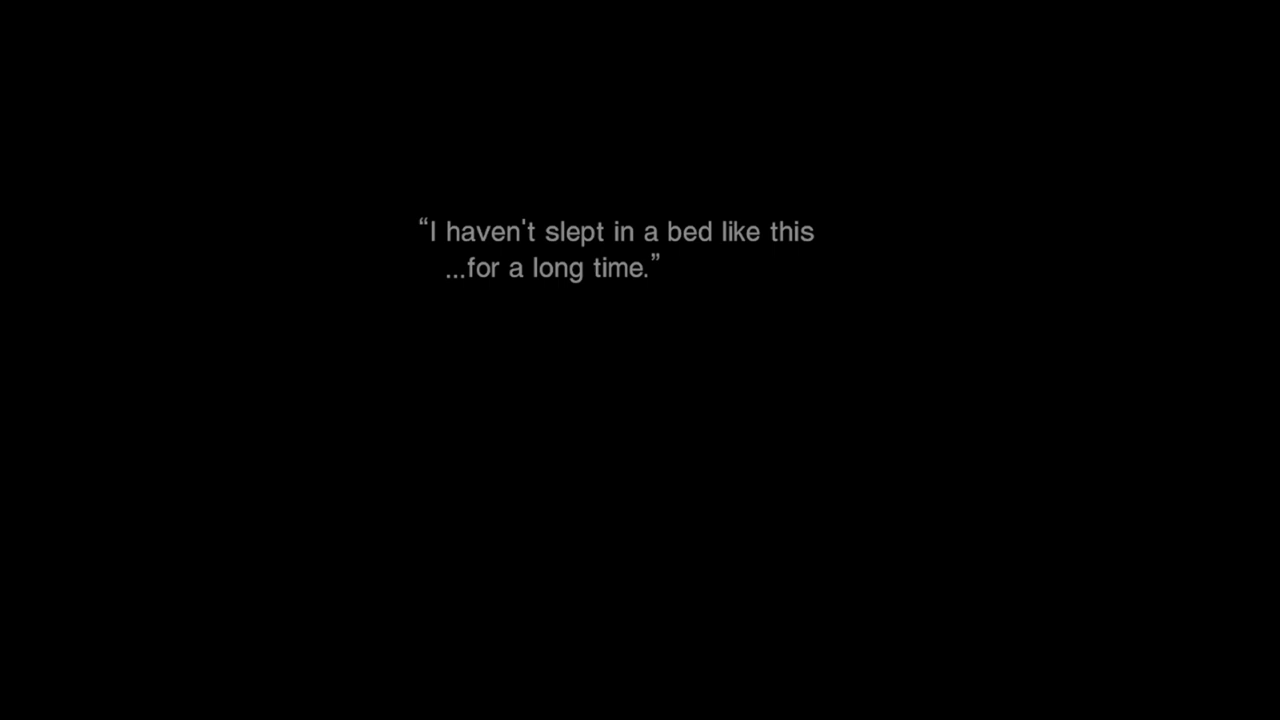 “I haven't slept in a bed like this
...for a long time.”